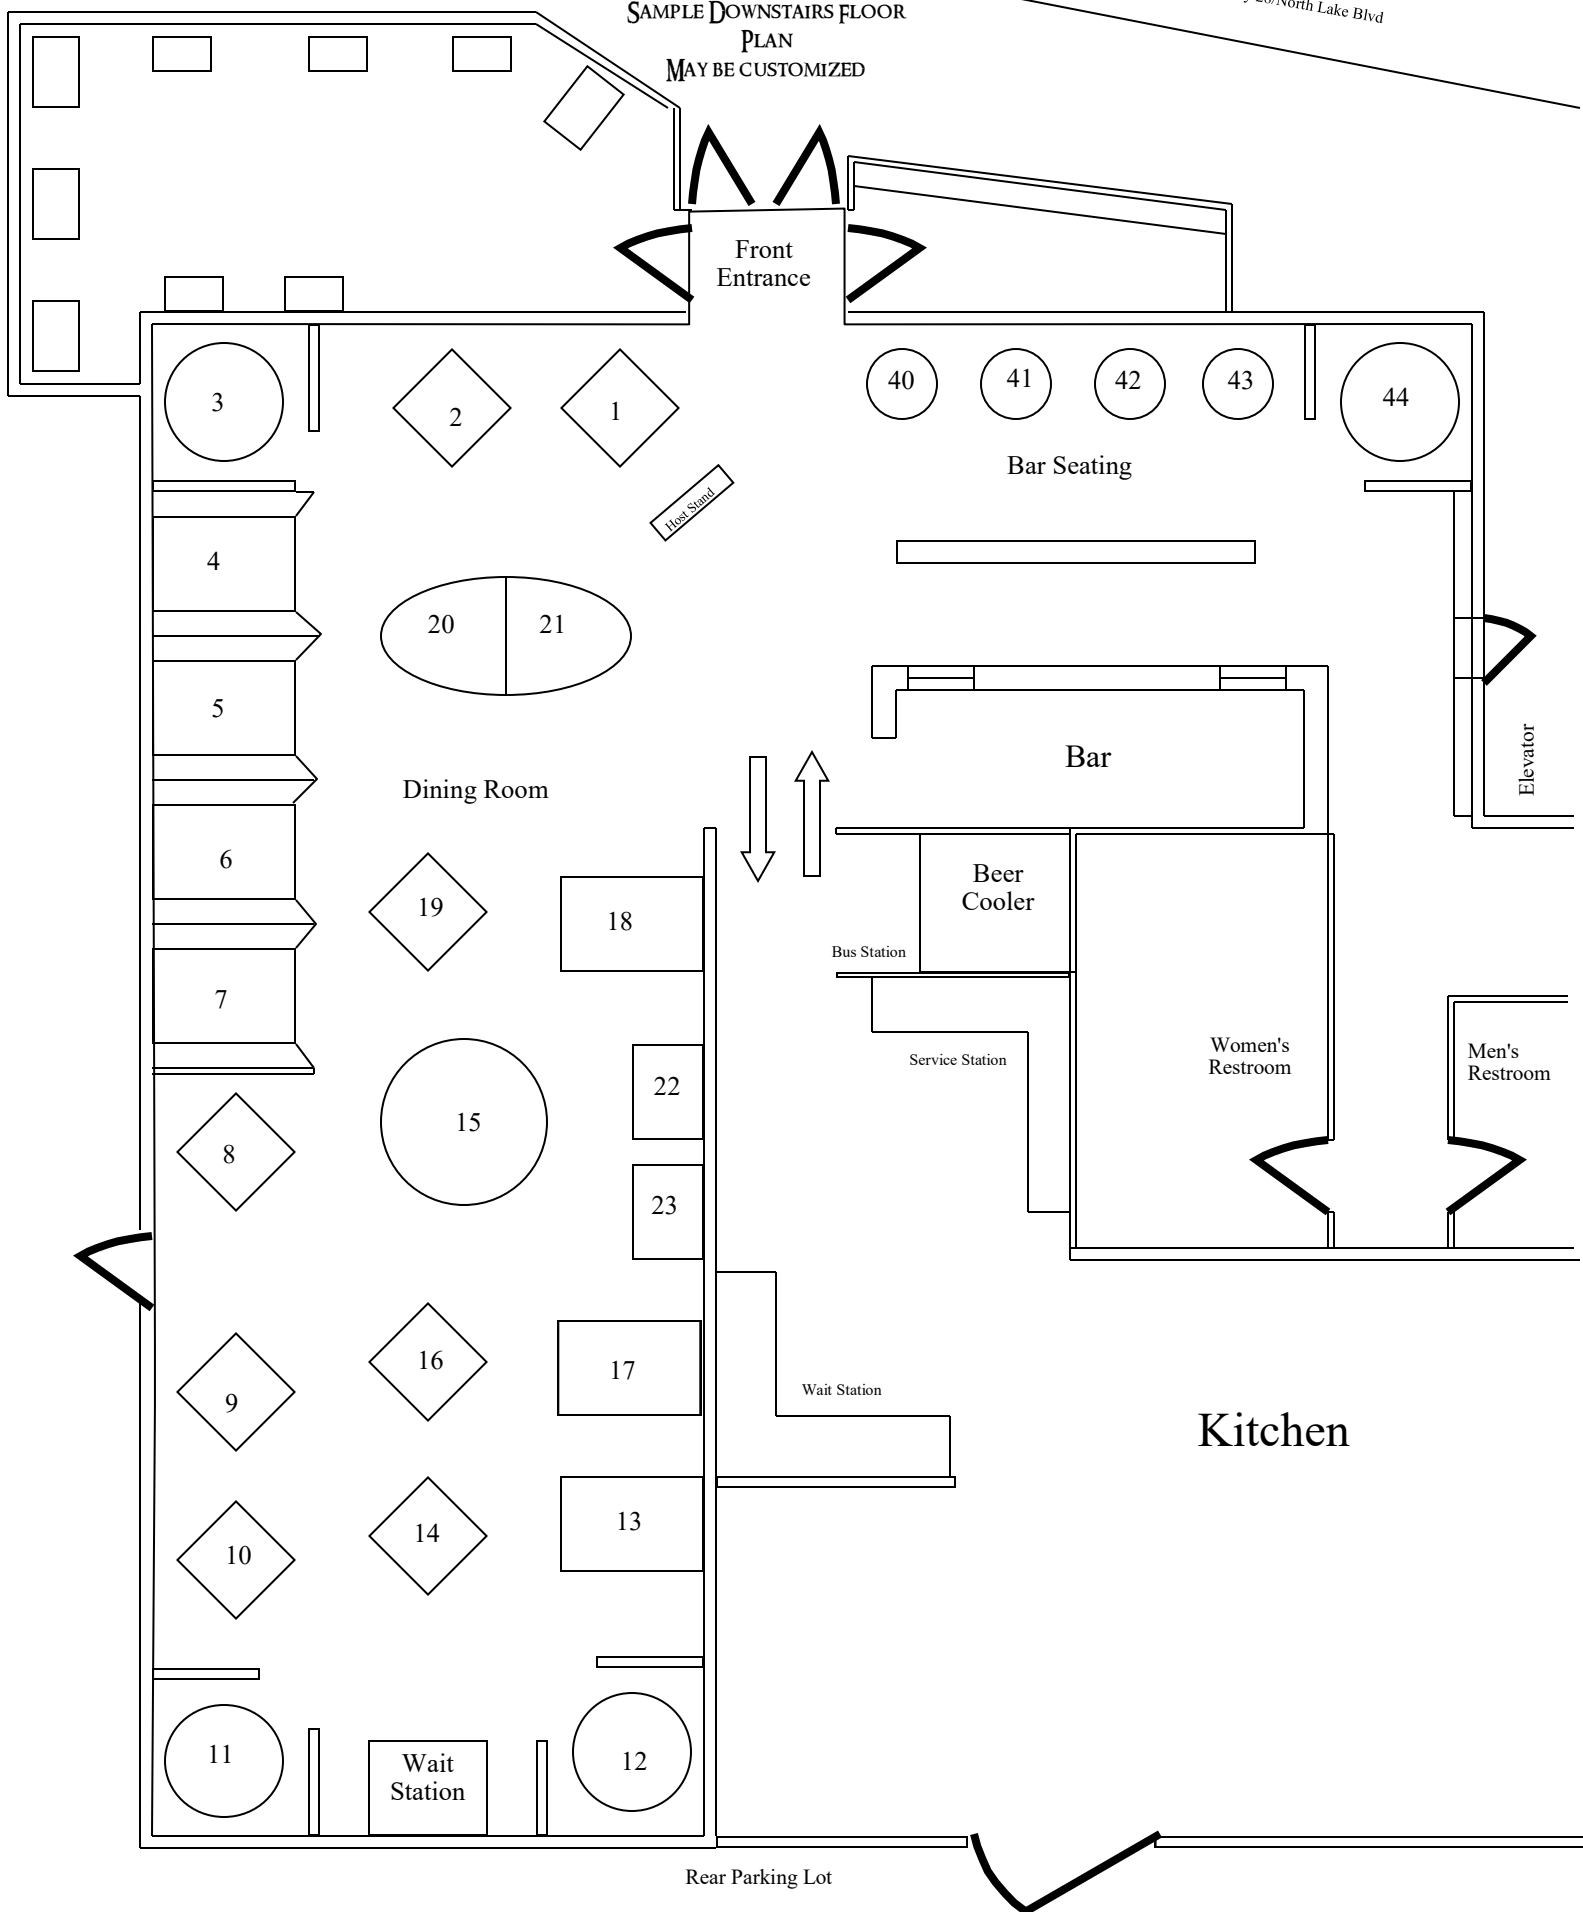 SAMPLE DOWNSTAIRS FLOOR
PLAN
MAY BE CUSTOMIZED
/North Lake Blvd
Front
Entrance
3
2
1
40
41
42
43
44
Bar Seating
Host Stand
4
20
21
5
Bar
Elevator
Dining Room
6
19
18
Beer
Cooler
Bus Station
7
Service Station
Women's
Restroom
Men's
Restroom
22
15
8
23
16
17
9
Wait Station
Kitchen
13
14
10
11
Wait
Station
12
Rear Parking Lot